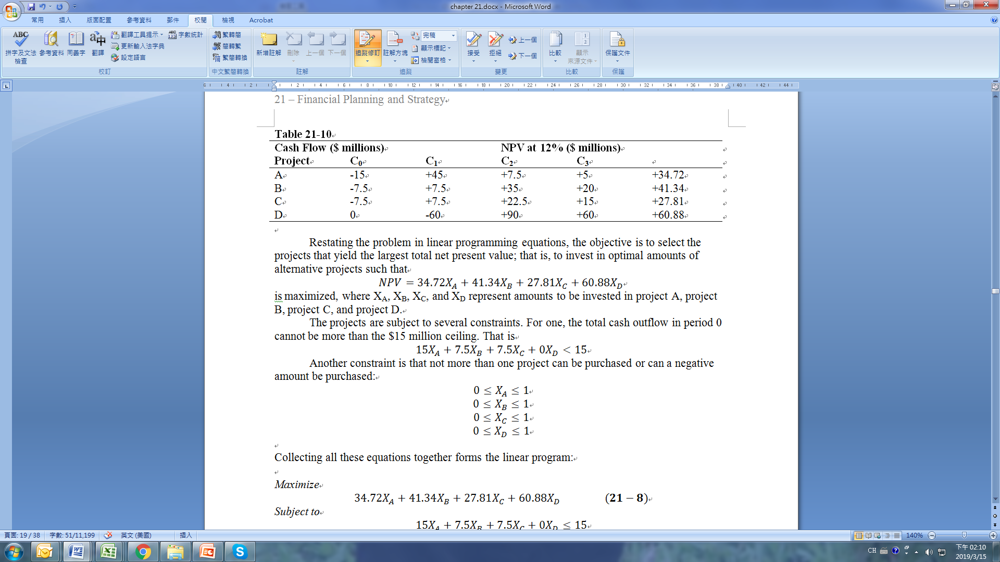 chapter 21.docx - Microsoft Word
常用 插入 版面配置 參考資料 郵件 校閱 檢視 Acrobat
拼字及文法檢查 參考資料 同義字 翻譯 翻譯工具提示 字數統計
更新輸入法字典
設定語言
校訂
繁轉簡
簡轉繁
繁簡轉換
中文繁簡轉換
新增註解 刪除 上一個 下一個
註解
追蹤修訂 註解方塊 完稿
顯示標記
檢閱窗格
追蹤
接受 拒絕 上一個
下一個
變更
比較 顯示來源文件
比較
保護文件
保護
21 – Financial Planning and Strategy
Table 21-10
Cash Flow ($ millions) NPV at 12% ($ millions)
Project C0 C1 C2 C3
A -15 +45 +7.5 +5 +34.72
B -7.5 +7.5 +35 +20 +41.34
C -7.5 +7.5 +22.5 +15 +27.81
D 0 -60 +90 +60 +60.88
Restating the problem in linear programming equations, the objective is to select the
projects that yield the largest total net present value; that is, to invest in optimal amounts of
alternative projects such that
NPV = 34.72X_A + 41.34X_B + 27.81X_C + 60.88X_D
is maximized, where X_A, X_B, X_C, and X_D represent amounts to be invested in project A, project
B, project C, and project D.
The projects are subject to several constraints. For one, the total cash outflow in period 0
cannot be more than the $15 million ceiling. That is
15X_A + 7.5X_B + 7.5X_C + 0X_D < 15
Another constraint is that not more than one project can be purchased or can a negative
amount be purchased:
0 ≤ X_A ≤ 1
0 ≤ X_B ≤ 1
0 ≤ X_C ≤ 1
0 ≤ X_D ≤ 1
Collecting all these equations together forms the linear program:
Maximize
34.72X_A + 41.34X_B + 27.81X_C + 60.88X_D (21 − 8)
Subject to
15X_A + 7.5X_B + 7.5X_C + 0X_D ≤ 15
頁面: 19 / 38 字數: 51/11,199 英文 (美國) 插入 140%
CH 下午 02:10
2019/3/15